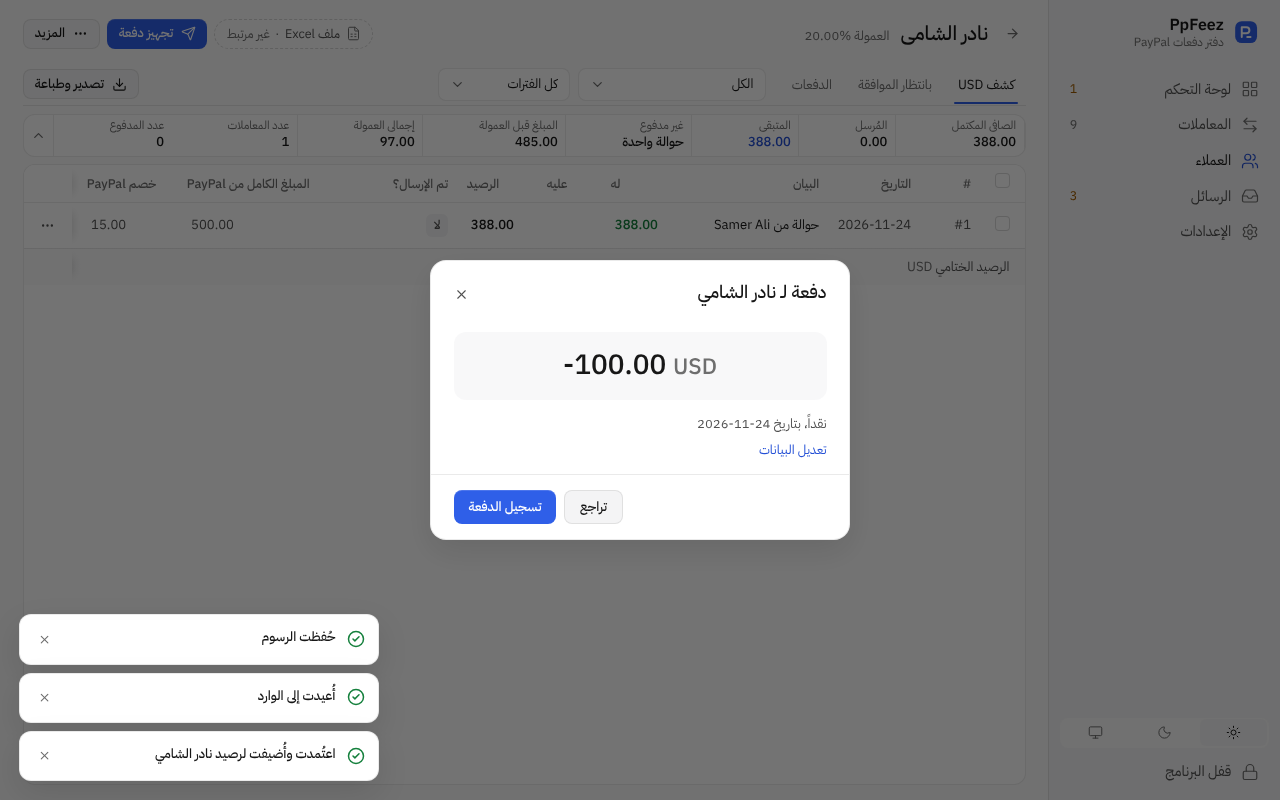 PpFeez
دفتر دفعات PayPal
لوحة التحكم 1
المعاملات 9
العملاء
الرسائل 3
الإعدادات
قفل البرنامج
نادر الشامي العمولة 20.00%
ملف Excel · غير مرتبط
تجهيز دفعة
المزيد
كشف USD
بانتظار الموافقة
الدفعات
الكل
كل الفترات
تصدير وطباعة
الصافي المكتمل 388.00
المُرسل 0.00
المتبقي 388.00
غير مدفوع حوالة واحدة
المبلغ قبل العمولة 485.00
إجمالي العمولة 97.00
عدد المعاملات 1
عدد المدفوع 0
# التاريخ البيان له عليه الرصيد تم الإرسال؟ المبلغ الكامل من PayPal خصم PayPal
#1 2026-11-24 حوالة من Samer Ali 388.00 388.00 لا 500.00 15.00
الرصيد الختامي USD
دفعة لـ نادر الشامي
-100.00 USD
نقداً، بتاريخ 2026-11-24
تعديل البيانات
تراجع
تسجيل الدفعة
حُفظت الرسوم
أُعيدت إلى الوارد
اعتُمدت وأُضيفت لرصيد نادر الشامي